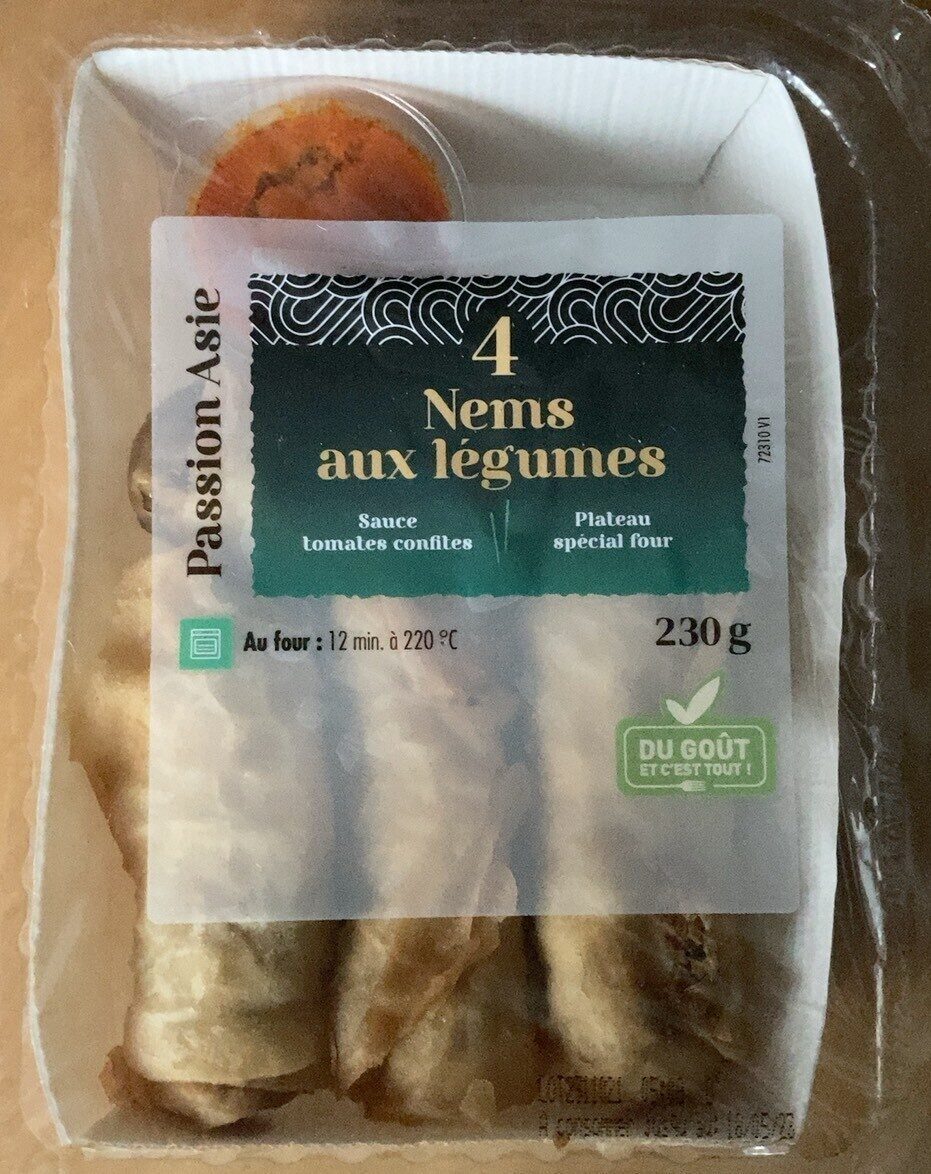 Passion Asie
4
Nems
aux légumes
Sauce
tomates confites
Plateau
spécial four
72310 V1
Au four : 12 min. à 220 °C
230 g
DU GOÛT
ET C'EST TOUT !
À consommer